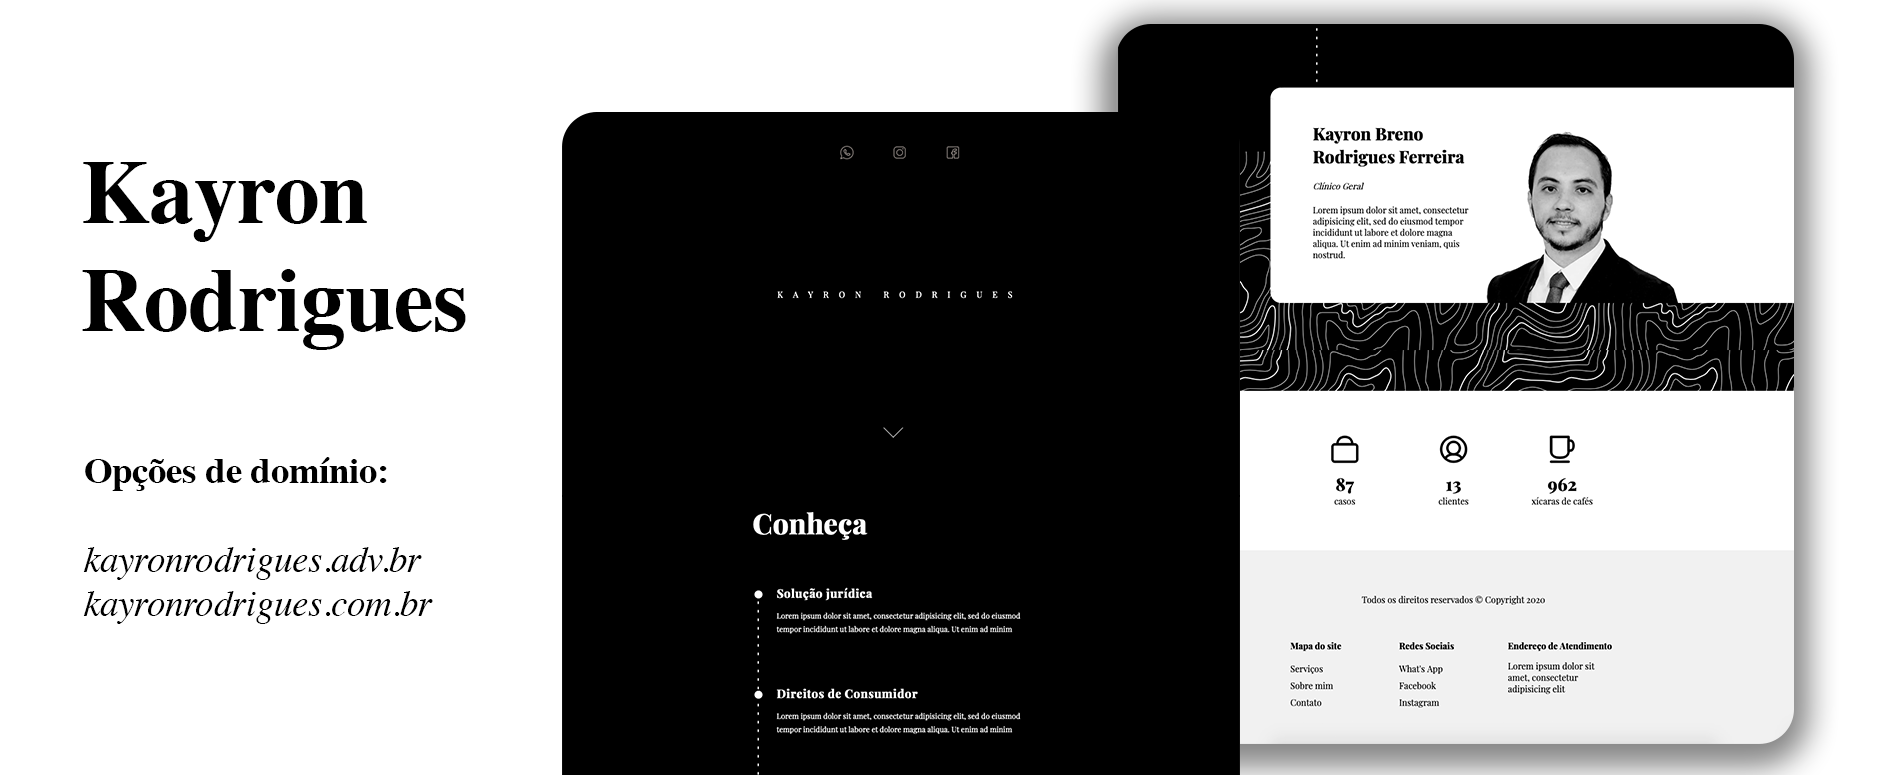 Kayron
Rodrigues
Opções de domínio:
kayronrodrigues.adv.br
kayronrodrigues.com.br
KAYRON RODRIGUES
Conheça
Solução jurídica
Lorem ipsum dolor sit amet, consectetur adipisicing elit, sed do eiusmod
tempor incididunt ut labore et dolore magna aliqua. Ut enim ad minim
Direitos de Consumidor
Lorem ipsum dolor sit amet, consectetur adipisicing elit, sed do eiusmod
tempor incididunt ut labore et dolore magna aliqua. Ut enim ad minim
Kayron Breno
Rodrigues Ferreira
Clínico Geral
Lorem ipsum dolor sit amet, consectetur
adipisicing elit, sed do eiusmod tempor
incididunt ut labore et dolore magna
aliqua. Ut enim ad minim veniam, quis
nostrud.
87
casos
13
clientes
962
xícaras de cafés
Todos os direitos reservados © Copyright 2020
Mapa do site
Serviços
Sobre mim
Contato
Redes Sociais
What's App
Facebook
Instagram
Endereço de Atendimento
Lorem ipsum dolor sit
amet, consectetur
adipisicing elit